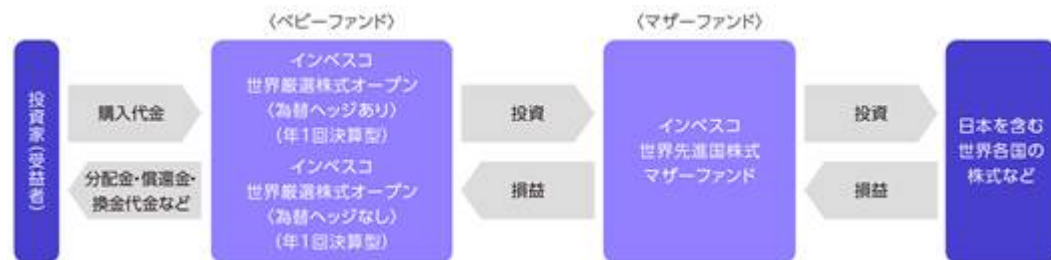 〈ベビーファンド〉
〈マザーファンド〉
投資家(受益者)
購入代金
分配金・償還金・
換金代金など
インベスコ
世界厳選株式オープン
〈為替ヘッジあり〉
(年1回決算型)
インベスコ
世界厳選株式オープン
〈為替ヘッジなし〉
(年1回決算型)
投資
損益
インベスコ
世界先進国株式
マザーファンド
投資
損益
日本を含む
世界各国の
株式など